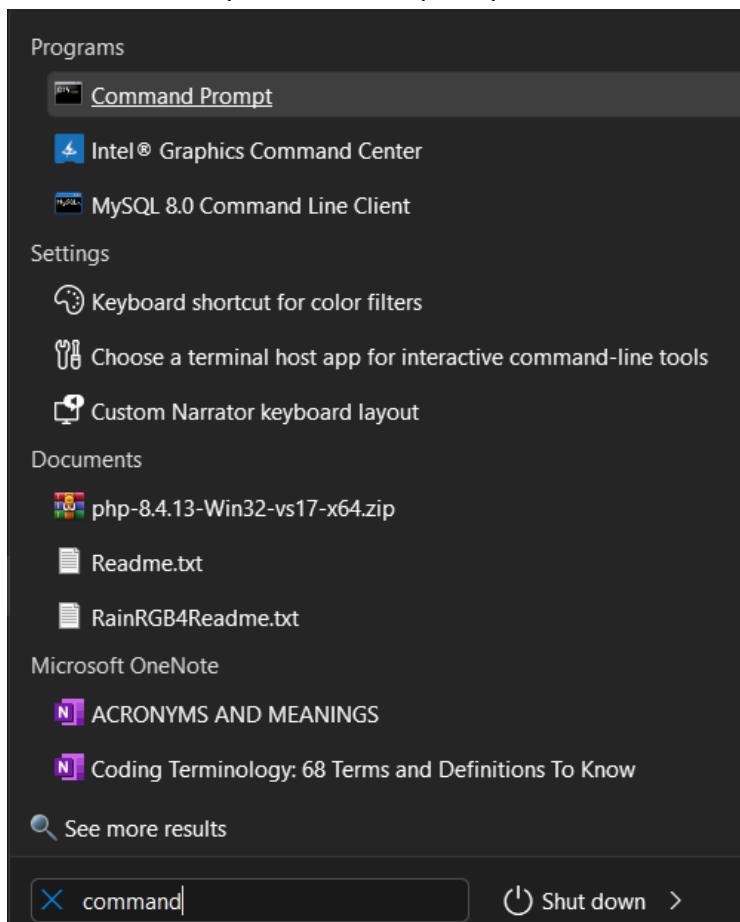 Programs
Command Prompt
Intel® Graphics Command Center
MySQL 8.0 Command Line Client
Settings
Keyboard shortcut for color filters
Choose a terminal host app for interactive command-line tools
Custom Narrator keyboard layout
Documents
php-8.4.13-Win32-vs17-x64.zip
Readme.txt
RainRGB4Readme.txt
Microsoft OneNote
ACRONYMS AND MEANINGS
Coding Terminology: 68 Terms and Definitions To Know
See more results
command Shut down